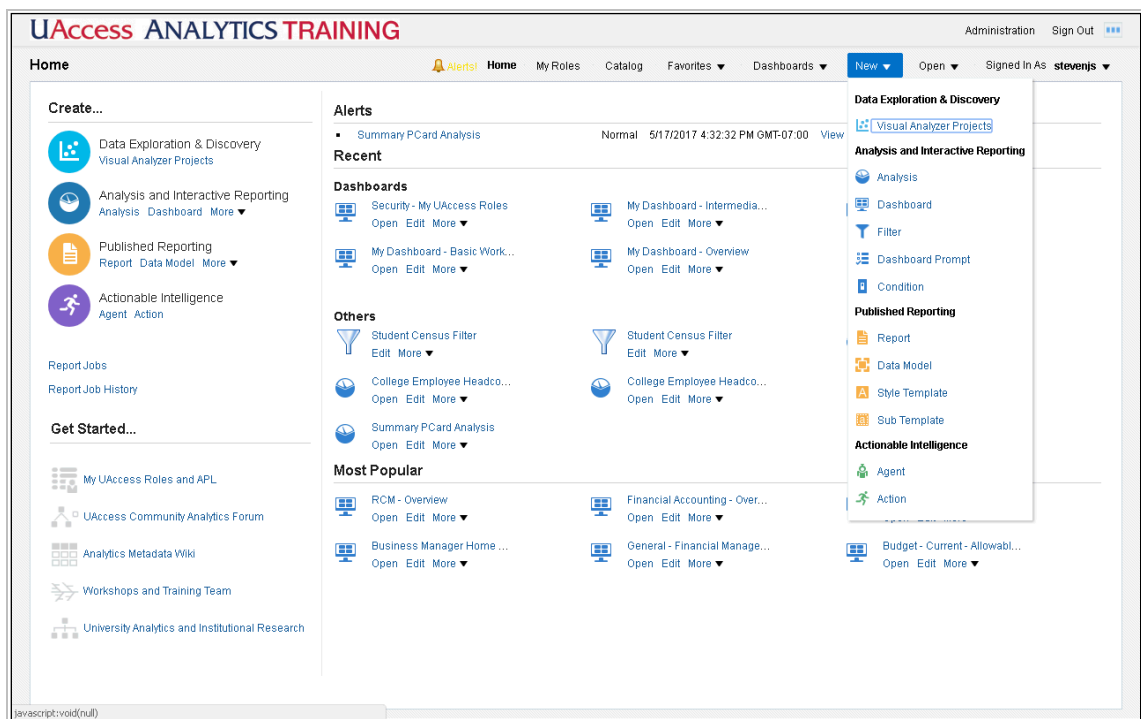 UAccess ANALYTICS TRAINING
Administration Sign Out
Home
Alerts! Home My Roles Catalog Favorites Dashboards New Open Signed In As stevenjs
Create...
Data Exploration & Discovery
Visual Analyzer Projects
Analysis and Interactive Reporting
Analysis Dashboard More
Published Reporting
Report Data Model More
Actionable Intelligence
Agent Action
Report Jobs
Report Job History
Get Started...
My UAccess Roles and APL
UAccess Community Analytics Forum
Analytics Metadata Wiki
Workshops and Training Team
University Analytics and Institutional Research
Alerts
Summary PCard Analysis Normal 5/17/2017 4:32:32 PM GMT-07:00 View
Recent
Dashboards
Security - My UAccess Roles
Open Edit More
My Dashboard - Intermedia...
Open Edit More
My Dashboard - Basic Work...
Open Edit More
My Dashboard - Overview
Open Edit More
Others
Student Census Filter
Edit More
Student Census Filter
Edit More
College Employee Headco...
Open Edit More
College Employee Headco...
Open Edit More
Summary PCard Analysis
Open Edit More
Most Popular
RCM - Overview
Open Edit More
Financial Accounting - Over...
Open Edit More
Business Manager Home ...
Open Edit More
General - Financial Manage...
Open Edit More
Budget - Current - Allowabl...
Open Edit More
Data Exploration & Discovery
Visual Analyzer Projects
Analysis and Interactive Reporting
Analysis
Dashboard
Filter
Dashboard Prompt
Condition
Published Reporting
Report
Data Model
Style Template
Sub Template
Actionable Intelligence
Agent
Action
javascript:void(null)